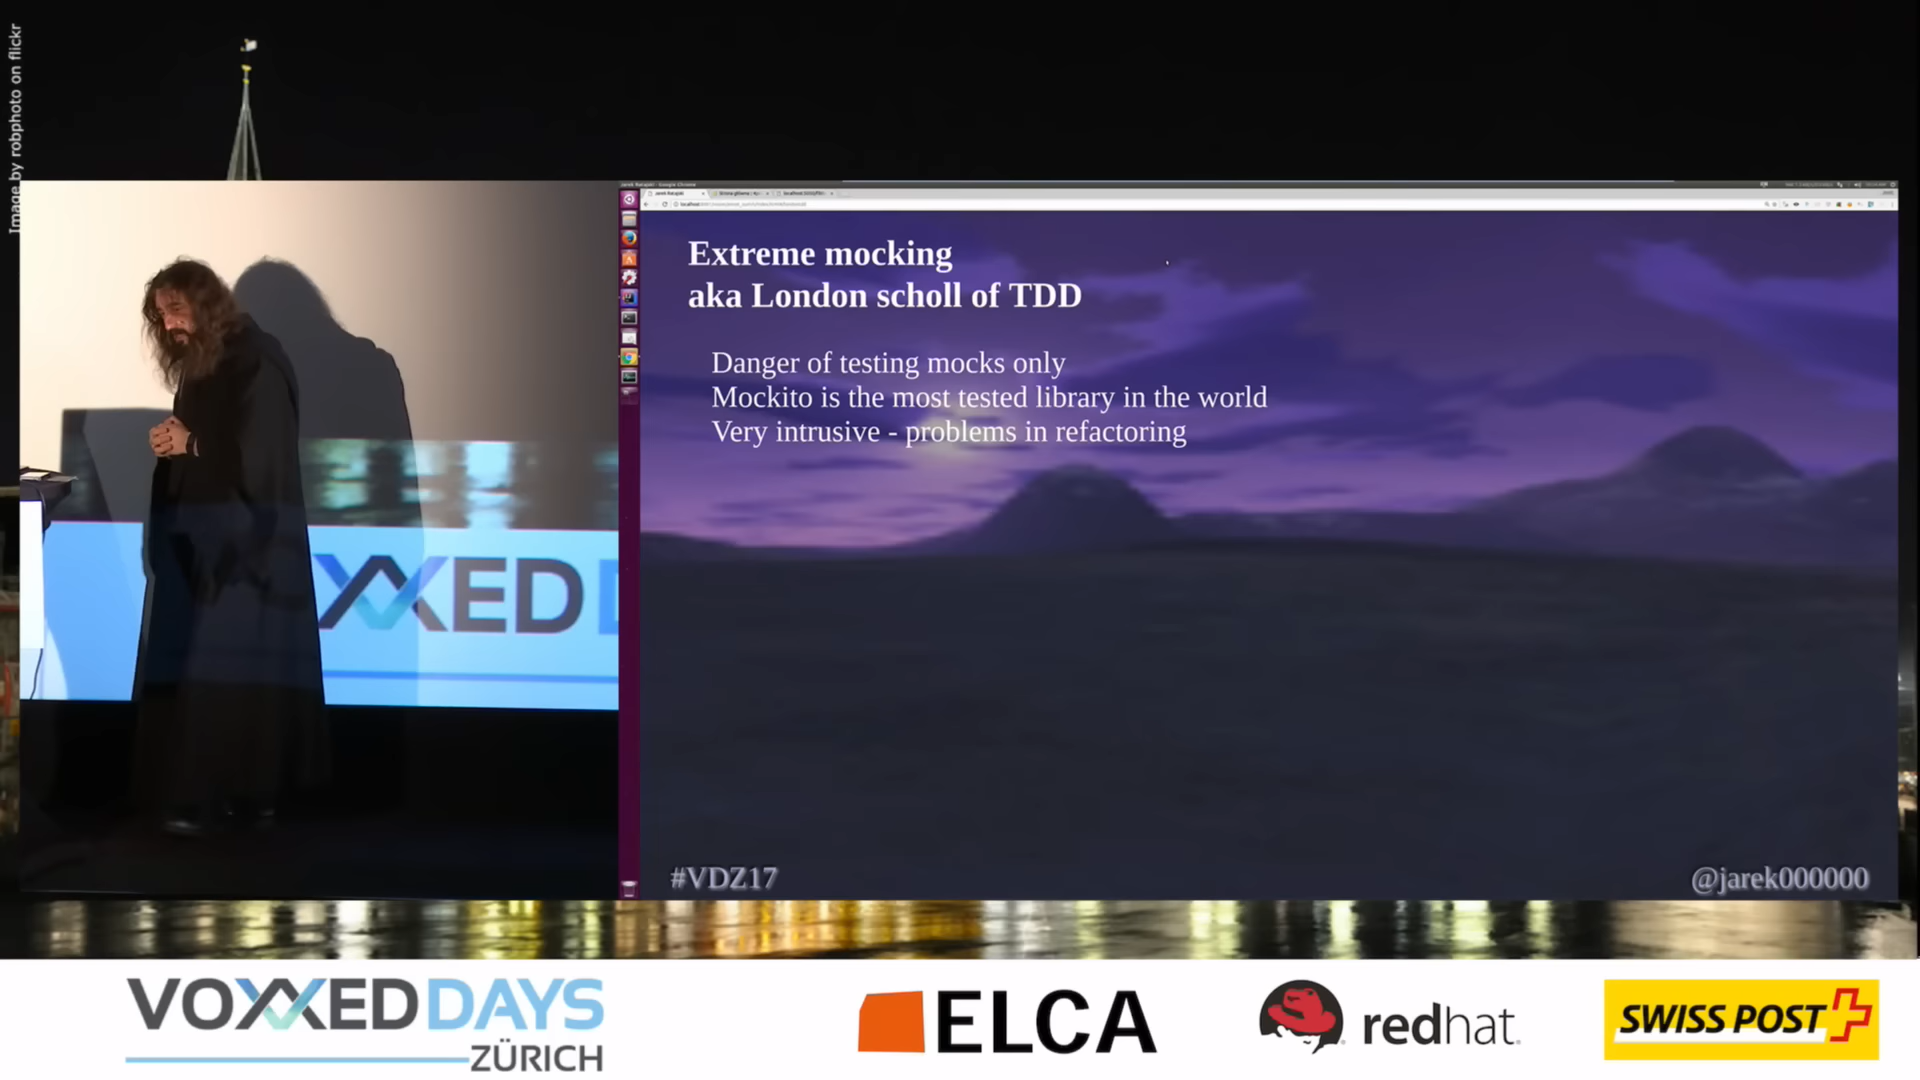 Image by robphoto on flickr
Extreme mocking
aka London scholl of TDD
Danger of testing mocks only
Mockito is the most tested library in the world
Very intrusive - problems in refactoring
VOXXED D
#VDZ17
@jarek000000
VOXXED DAYS
ZÜRICH
ELCA
redhat.
SWISS POST